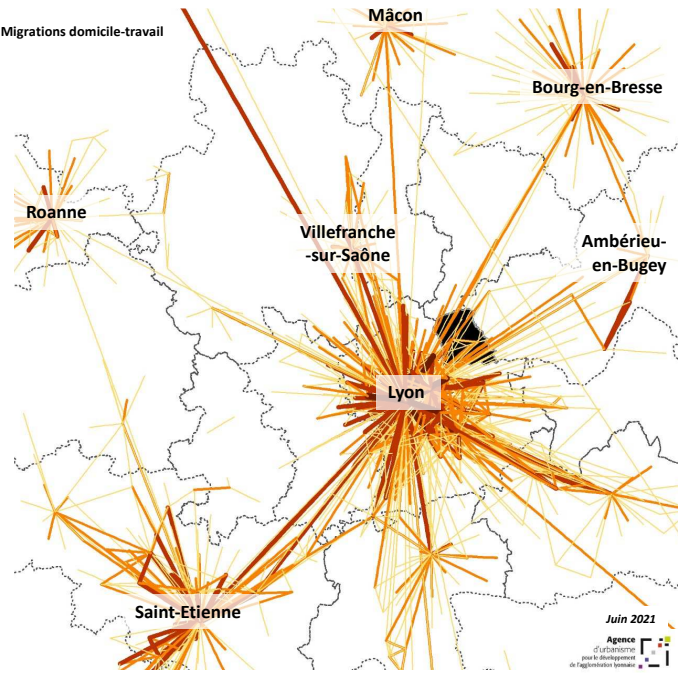 Migrations domicile-travail
Mâcon
Bourg-en-Bresse
Roanne
Villefranche
-sur-Saône
Ambérieu-
en-Bugey
Lyon
Saint-Etienne
Juin 2021
Agence
d'urbanisme
pour le développement
de l'agglomération lyonnaise